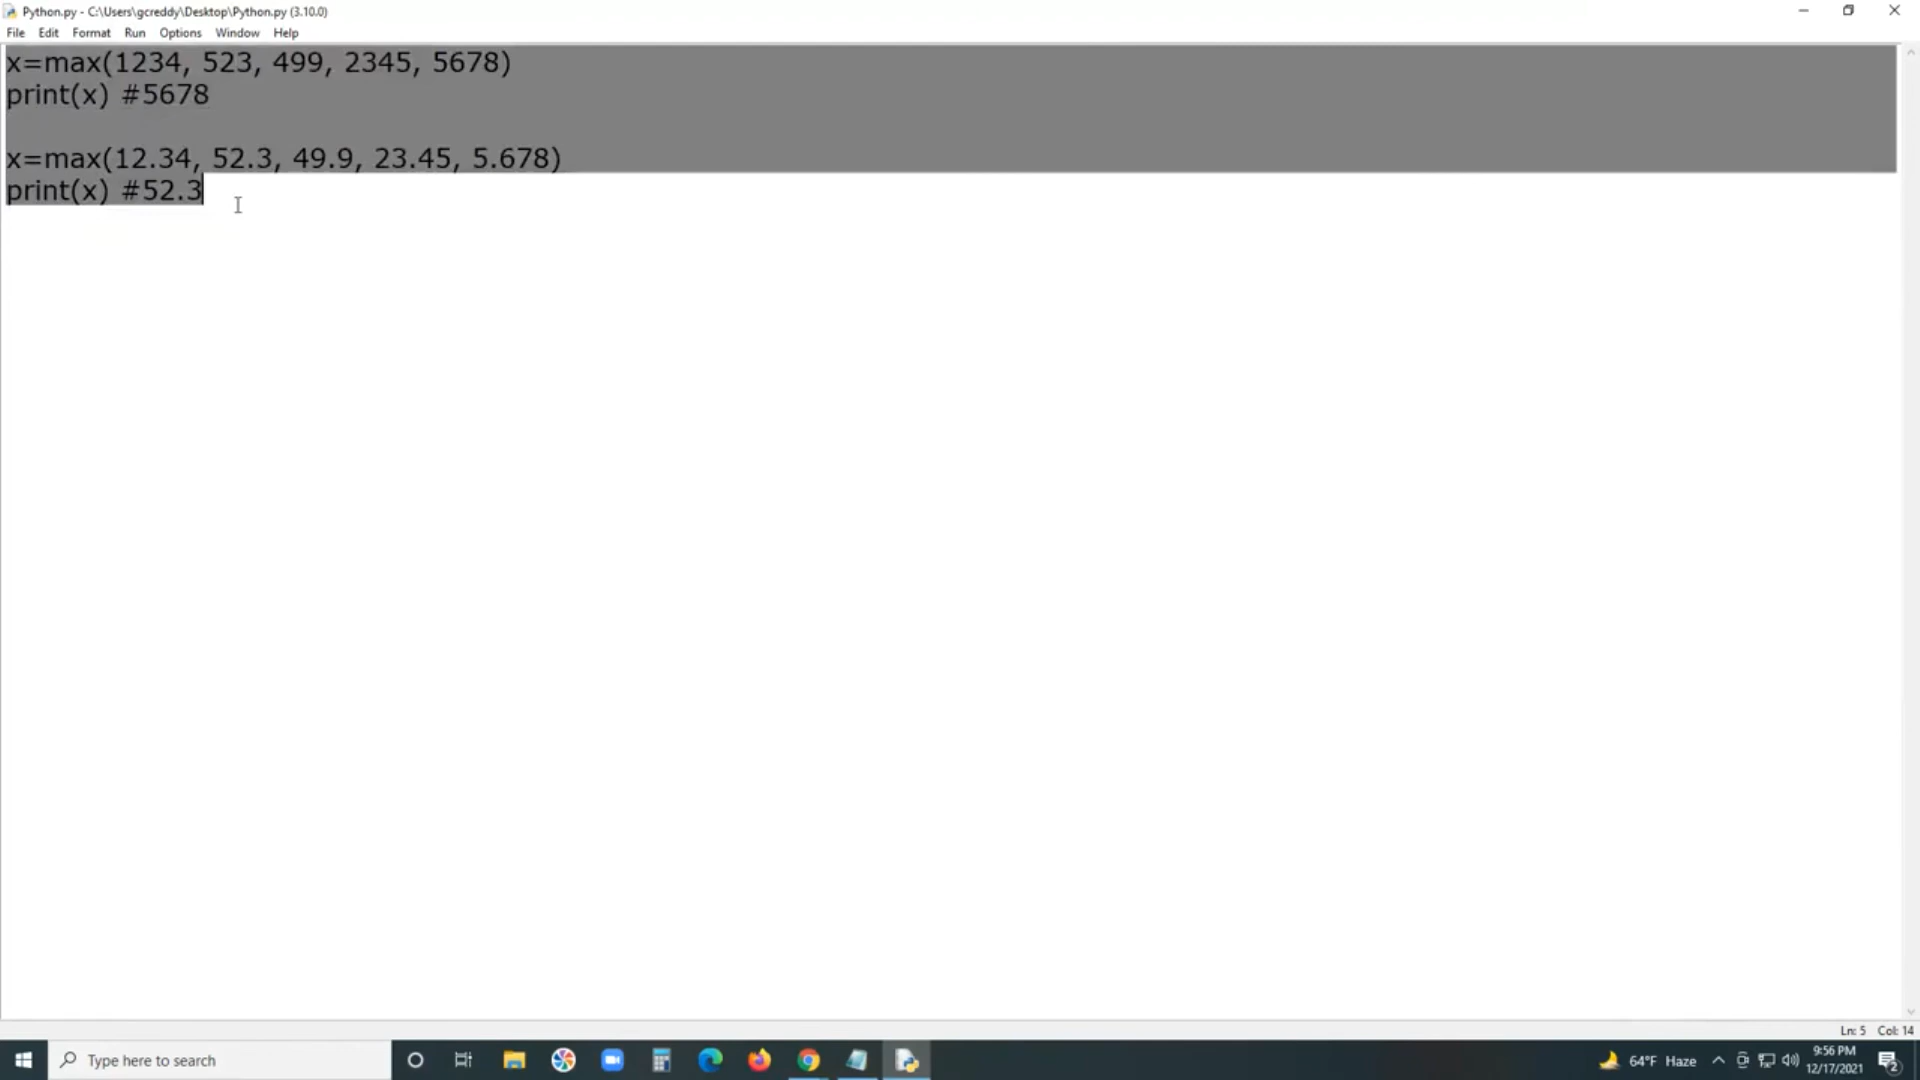 Python.py - C:\Users\gcreddy\Desktop\Python.py (3.10.0)
File Edit Format Run Options Window Help
x=max(1234, 523, 499, 2345, 5678)
print(x) #5678
x=max(12.34, 52.3, 49.9, 23.45, 5.678)
print(x) #52.3
Ln: 5 Col: 14
Type here to search
64°F Haze
9:56 PM
12/17/2021
2